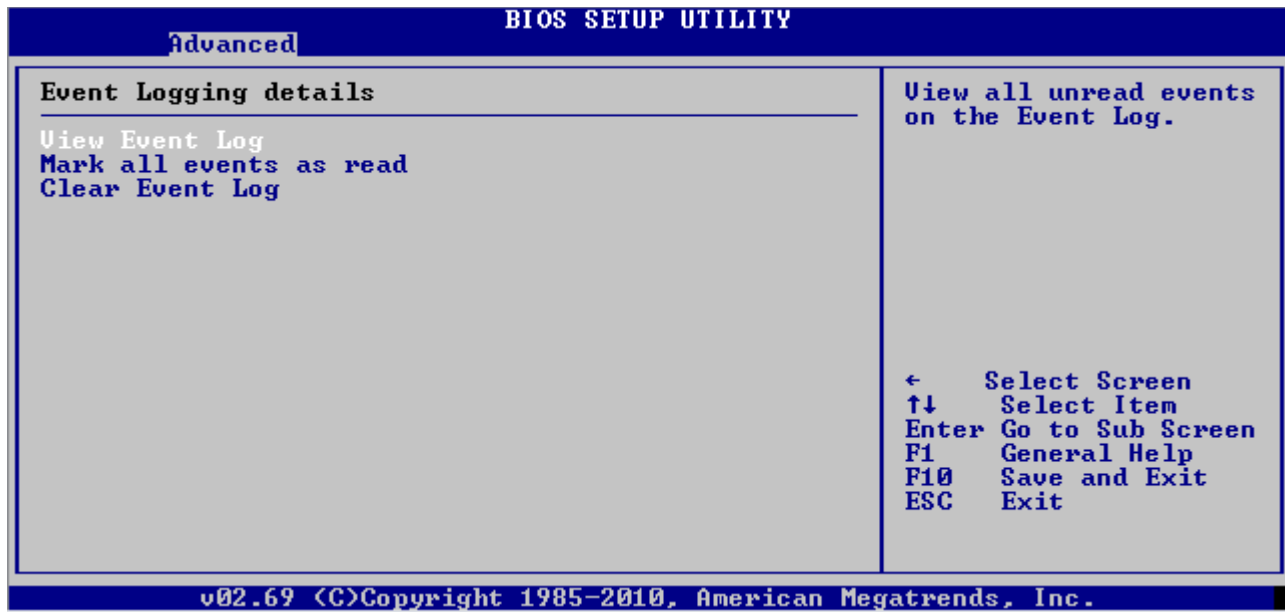 BIOS SETUP UTILITY
Advanced
Event Logging details
View Event Log
Mark all events as read
Clear Event Log
View all unread events
on the Event Log.
← Select Screen
↑↓ Select Item
Enter Go to Sub Screen
F1 General Help
F10 Save and Exit
ESC Exit
v02.69 (C)Copyright 1985-2010, American Megatrends, Inc.